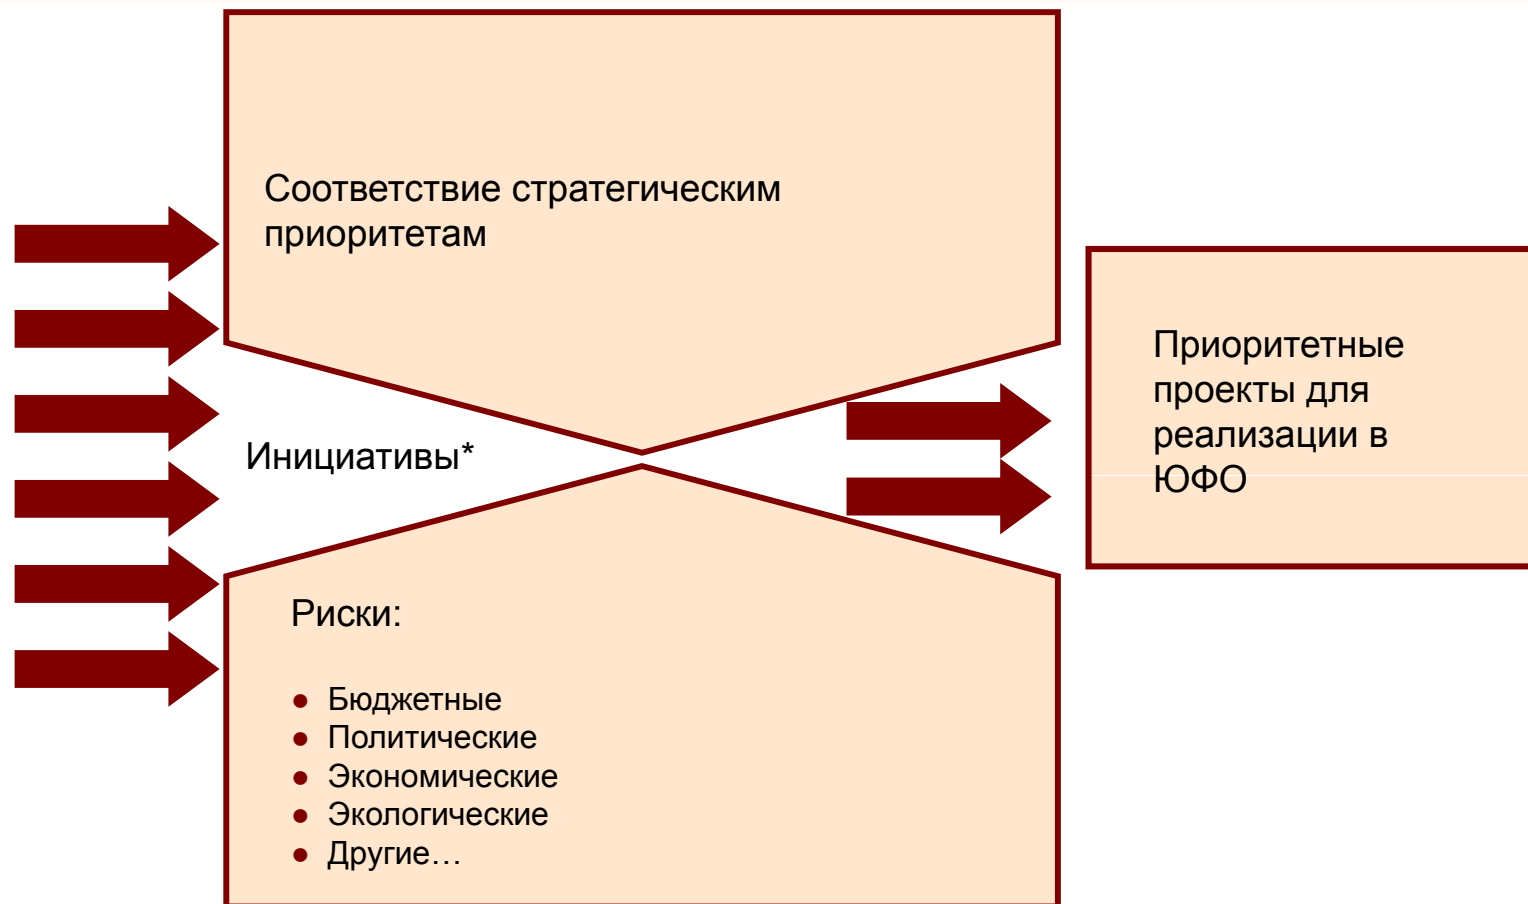 Соответствие стратегическим
приоритетам
Инициативы*
Приоритетные
проекты для
реализации в
ЮФО
Риски:
● Бюджетные
● Политические
● Экономические
● Экологические
● Другие…